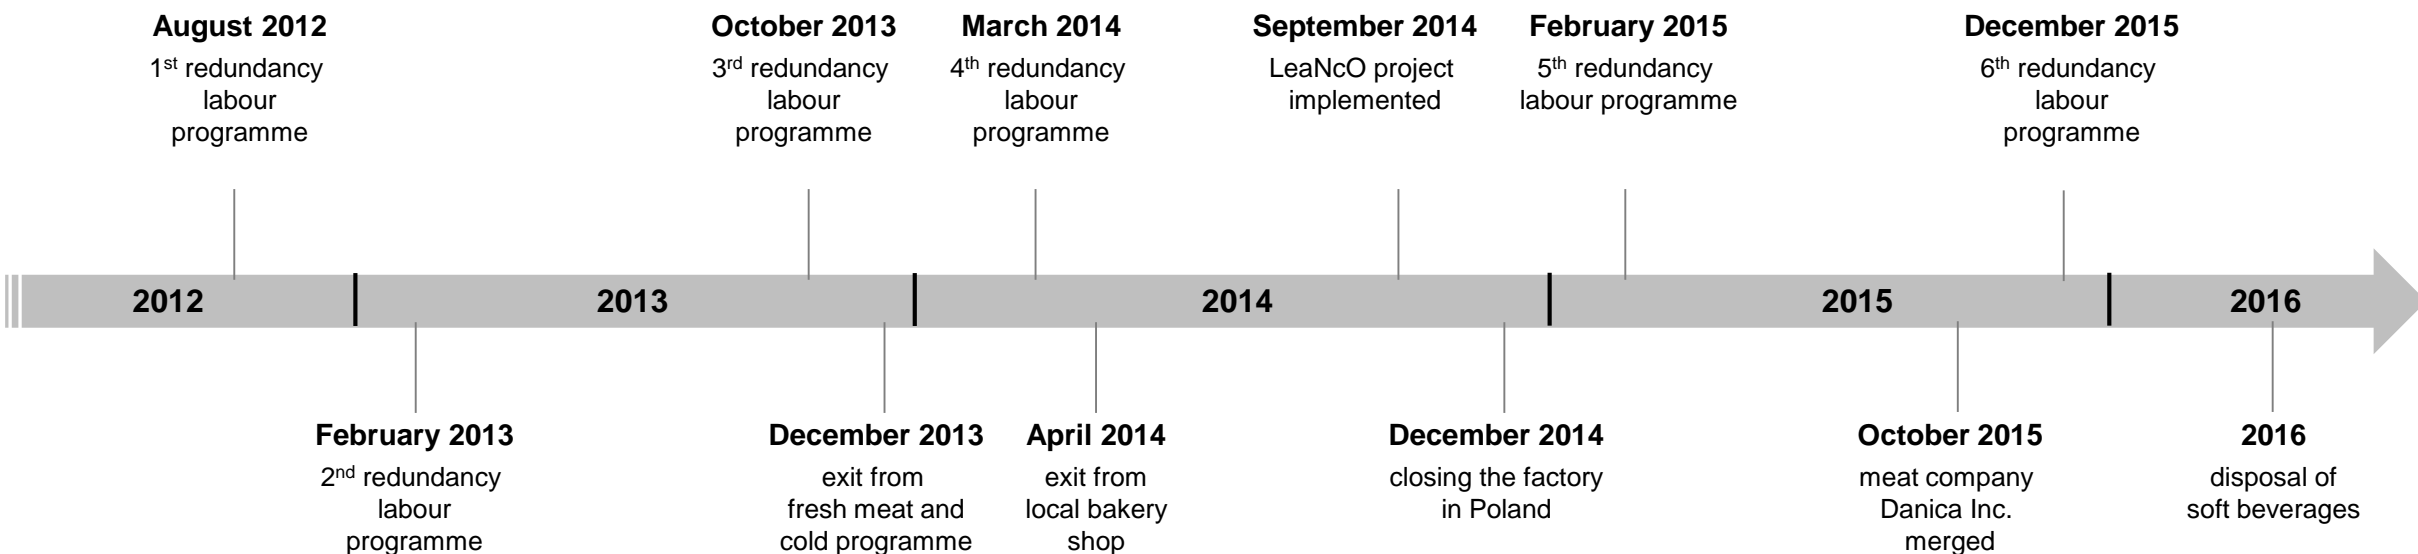 August 2012
1st redundancy
labour
programme
October 2013
3rd redundancy
labour
programme
March 2014
4th redundancy
labour
programme
September 2014
LeaNcO project
implemented
February 2015
5th redundancy
labour programme
December 2015
6th redundancy
labour
programme
2012
2013
2014
2015
2016
February 2013
2nd redundancy
labour
programme
December 2013
exit from
fresh meat and
cold programme
April 2014
exit from
local bakery
shop
December 2014
closing the factory
in Poland
October 2015
meat company
Danica Inc.
merged
2016
disposal of
soft beverages